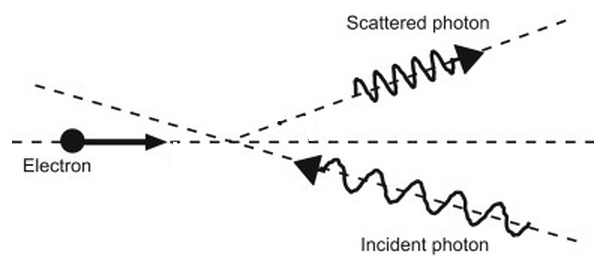 Scattered photon
Electron
Incident photon